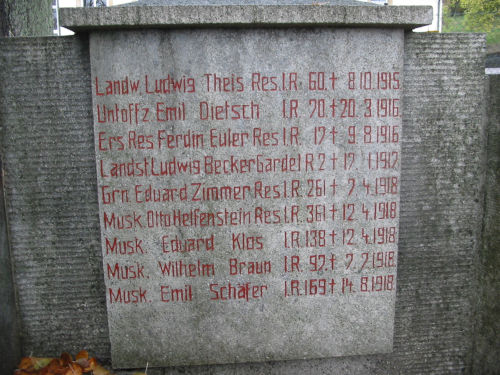 Landw. Ludwig Theis Res.I.R. 60.† 8.10.1915.
Untoffz. Emil Dietsch I.R. 70.†20. 3.1916.
Ers.Res.Ferdin.Euler Res.I.R. 17.† 9.8.1916.
Landst.Ludwig Becker Garde I.R.2.†17.1.1917.
Grn. Eduard Zimmer Res.I.R. 261.† 7.4.1918.
Musk. Otto Helfenstein Res.I.R. 361.†12.4.1918.
Musk. Eduard Klos I.R. 138.†12.4.1918.
Musk. Wilhelm Braun I.R. 97.† 7.7.1918.
Musk. Emil Schäfer I.R. 169.†14.8.1918.